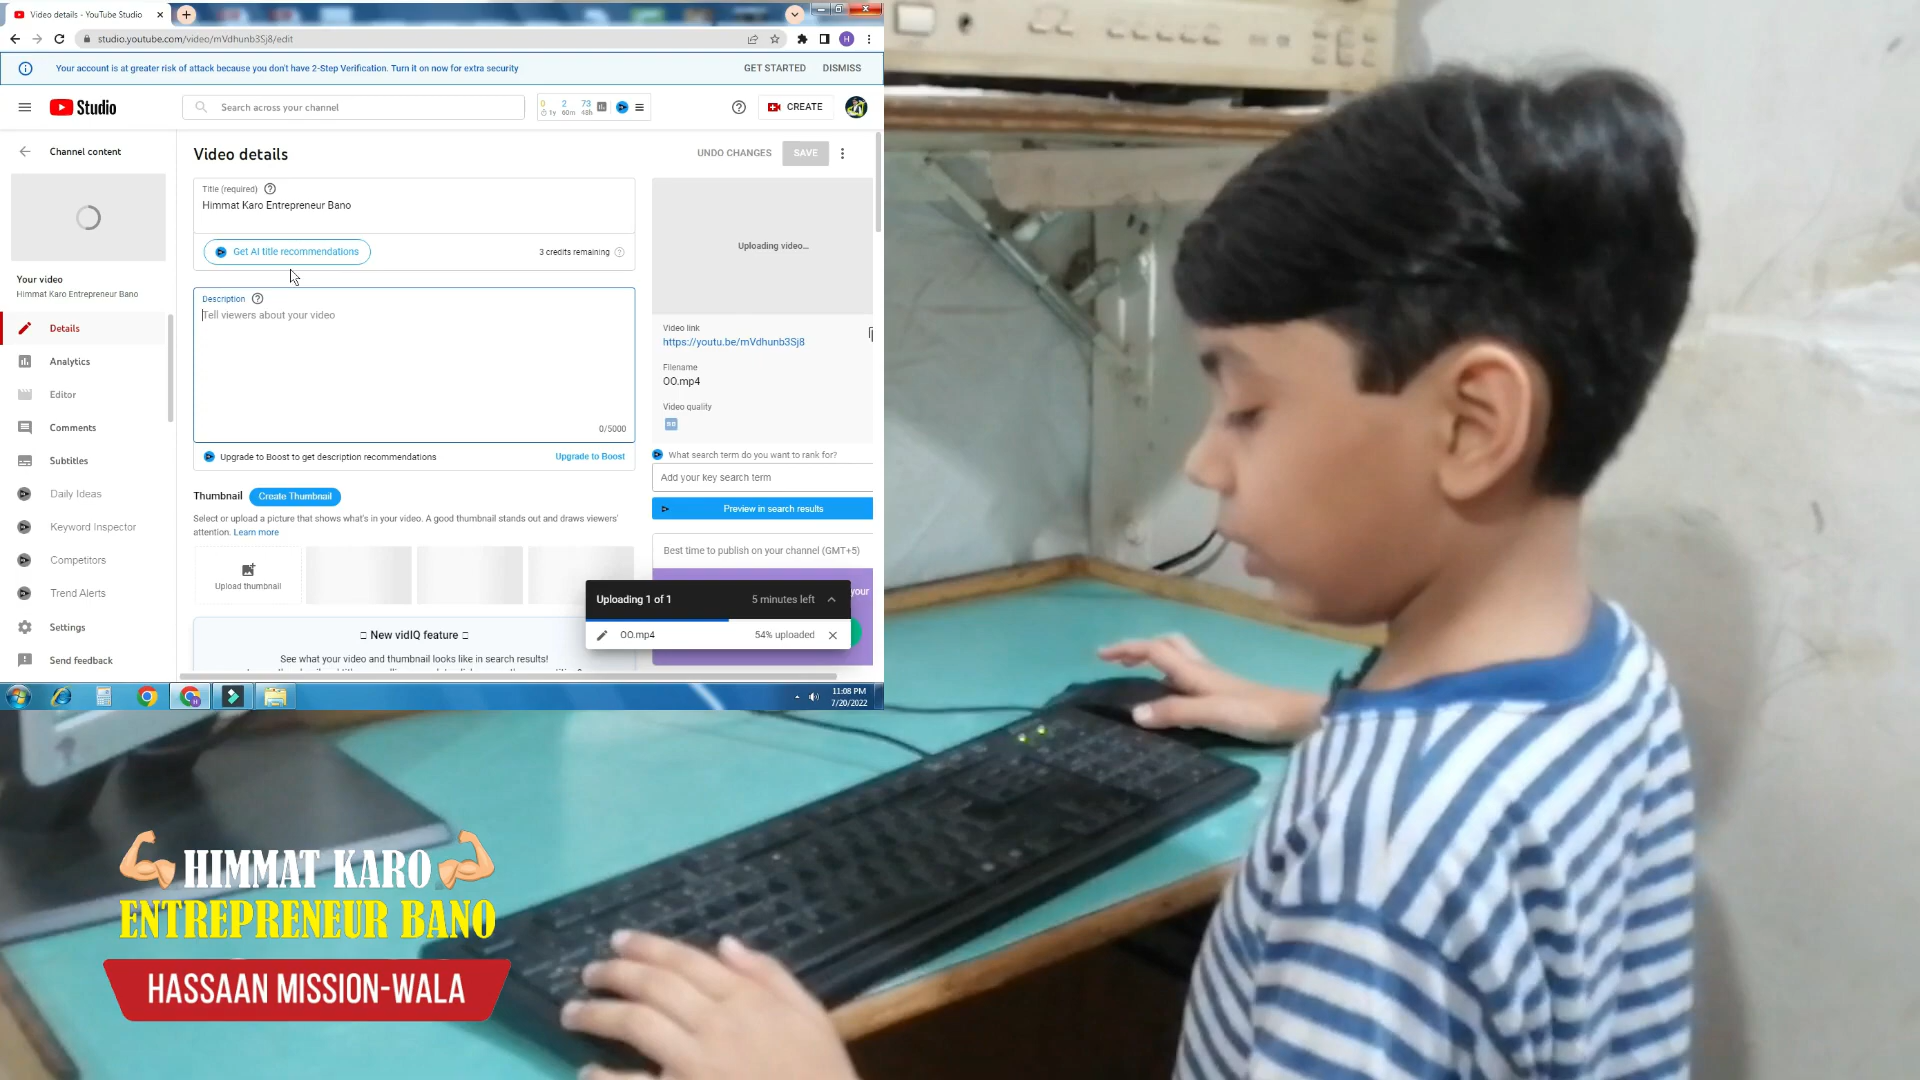 Video details - YouTube Studio
studio.youtube.com/video/mVdhunb3Sj8/edit
H
Your account is at greater risk of attack because you don't have 2-Step Verification. Turn it on now for extra security
GET STARTED
DISMISS
Studio
Search across your channel
0 2 73
1y 60m 48h
CREATE
Channel content
Video details
UNDO CHANGES
SAVE
Title (required)
Himmat Karo Entrepreneur Bano
Get AI title recommendations
3 credits remaining
Uploading video...
Your video
Himmat Karo Entrepreneur Bano
Description
Tell viewers about your video
0/5000
Upgrade to Boost to get description recommendations
Upgrade to Boost
Details
Analytics
Editor
Comments
Subtitles
Daily Ideas
Keyword Inspector
Competitors
Trend Alerts
Settings
Send feedback
Video link
https://youtu.be/mVdhunb3Sj8
Filename
OO.mp4
Video quality
SD
What search term do you want to rank for?
Add your key search term
Preview in search results
Best time to publish on your channel (GMT+5)
your
Thumbnail
Create Thumbnail
Select or upload a picture that shows what's in your video. A good thumbnail stands out and draws viewers'
attention. Learn more
Upload thumbnail
Uploading 1 of 1
5 minutes left
OO.mp4
54% uploaded
New vidIQ feature
See what your video and thumbnail looks like in search results!
11:08 PM
7/20/2022
HIMMAT KARO
ENTREPRENEUR BANO
HASSAAN MISSION-WALA